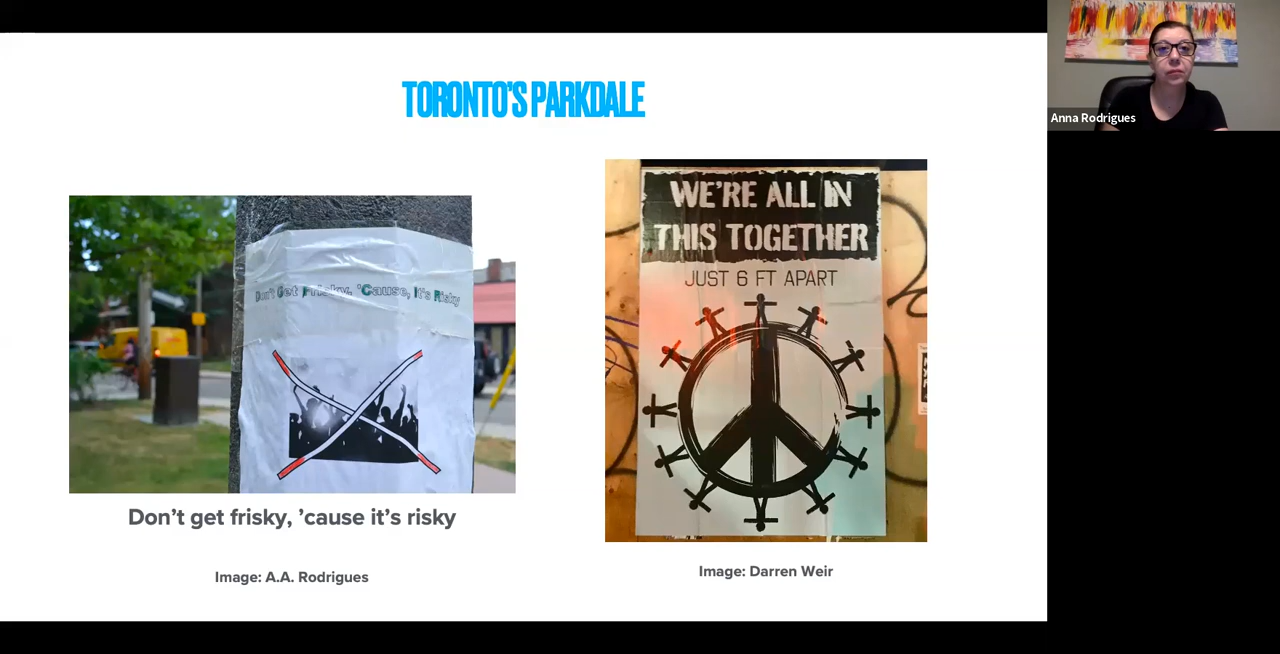 TORONTO'S PARKDALE
Don't Get Frisky, 'Cause, It's Risky
WE'RE ALL IN
THIS TOGETHER
JUST 6 FT APART
Don't get frisky, 'cause it's risky
Image: A.A. Rodrigues
Image: Darren Weir
Anna Rodrigues